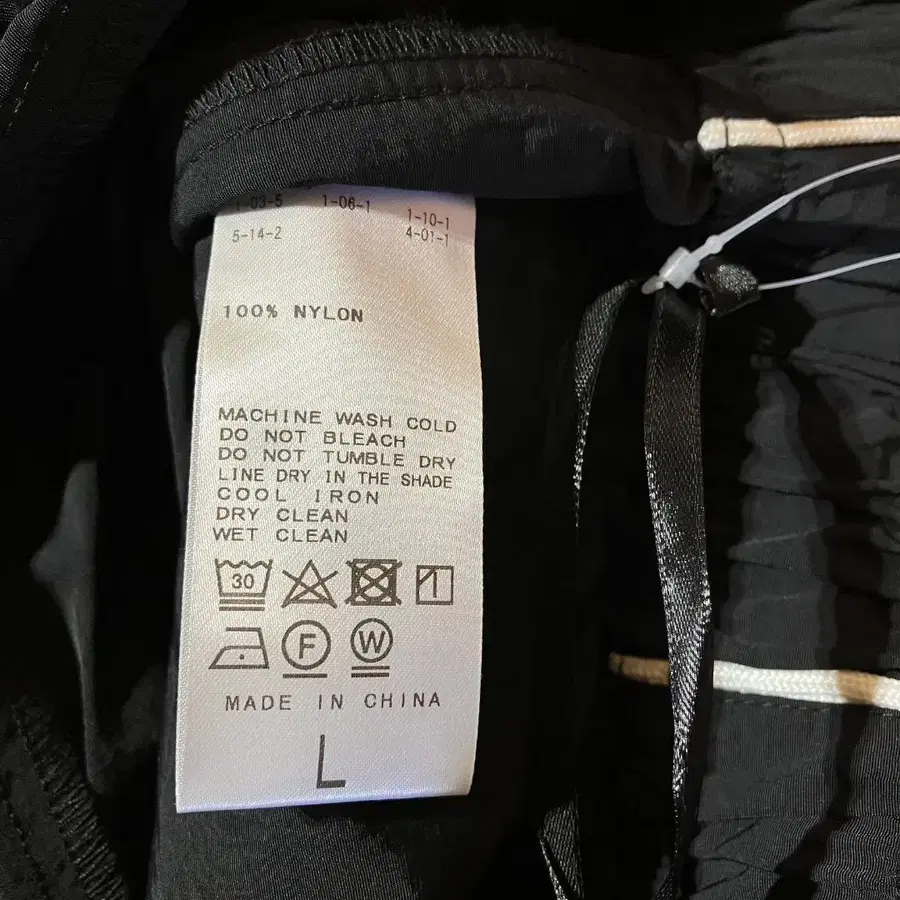 1-03-5 1-06-1 1-10-1
5-14-2 4-01-1
100% NYLON
MACHINE WASH COLD
DO NOT BLEACH
DO NOT TUMBLE DRY
LINE DRY IN THE SHADE
COOL IRON
DRY CLEAN
WET CLEAN
30
F W
MADE IN CHINA
L